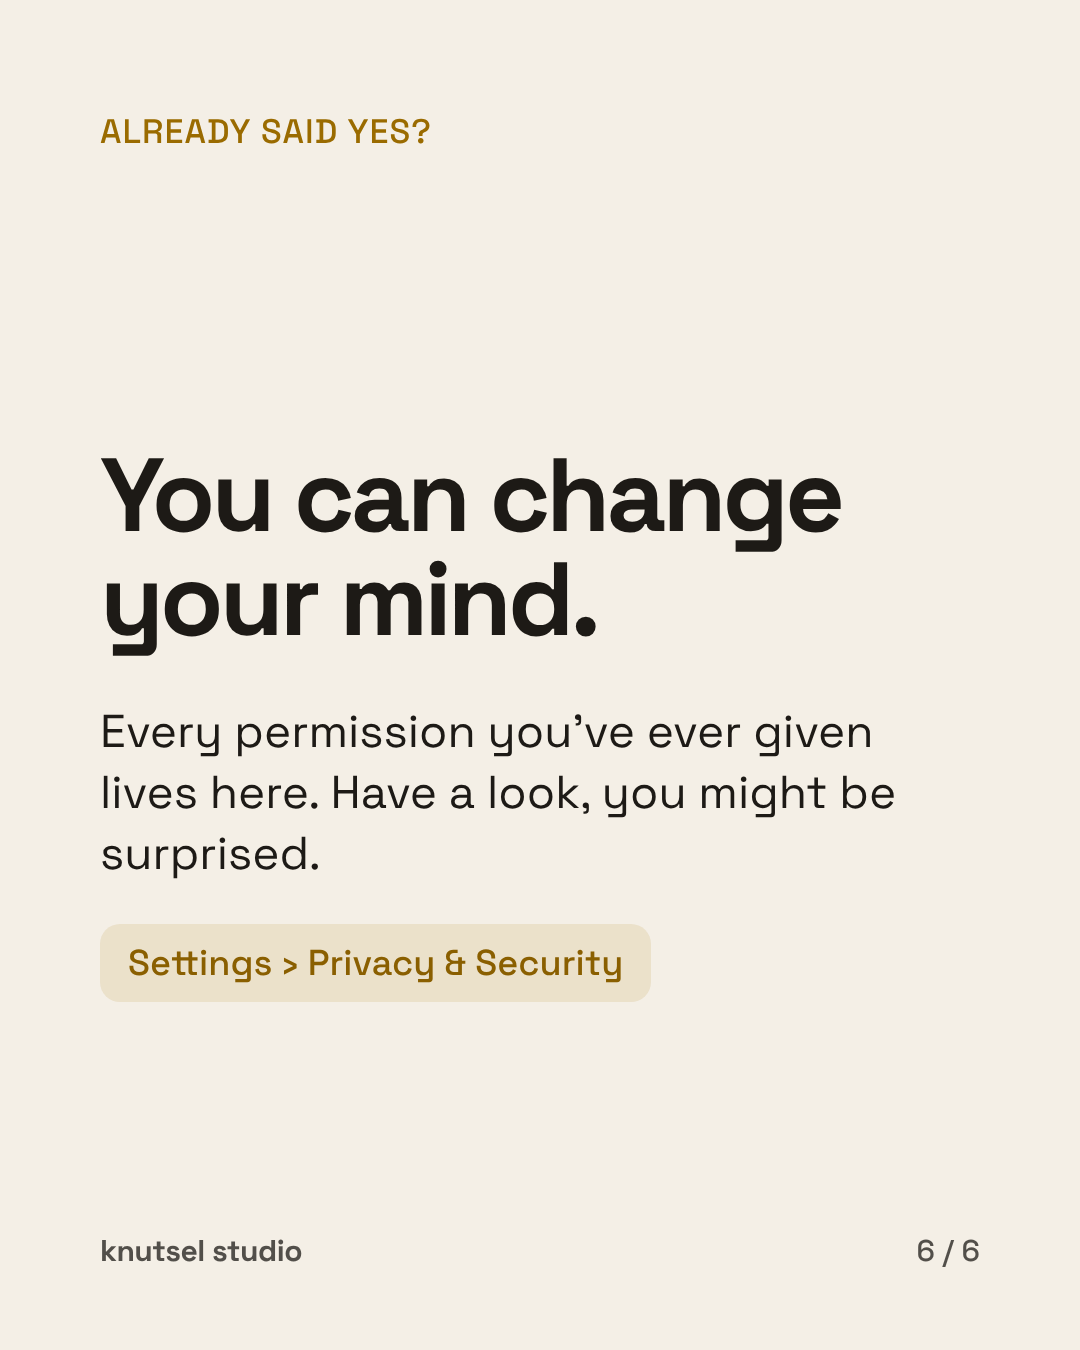 ALREADY SAID YES?
You can change
your mind.
Every permission you’ve ever given
lives here. Have a look, you might be
surprised.
Settings > Privacy & Security
knutsel studio
6 / 6